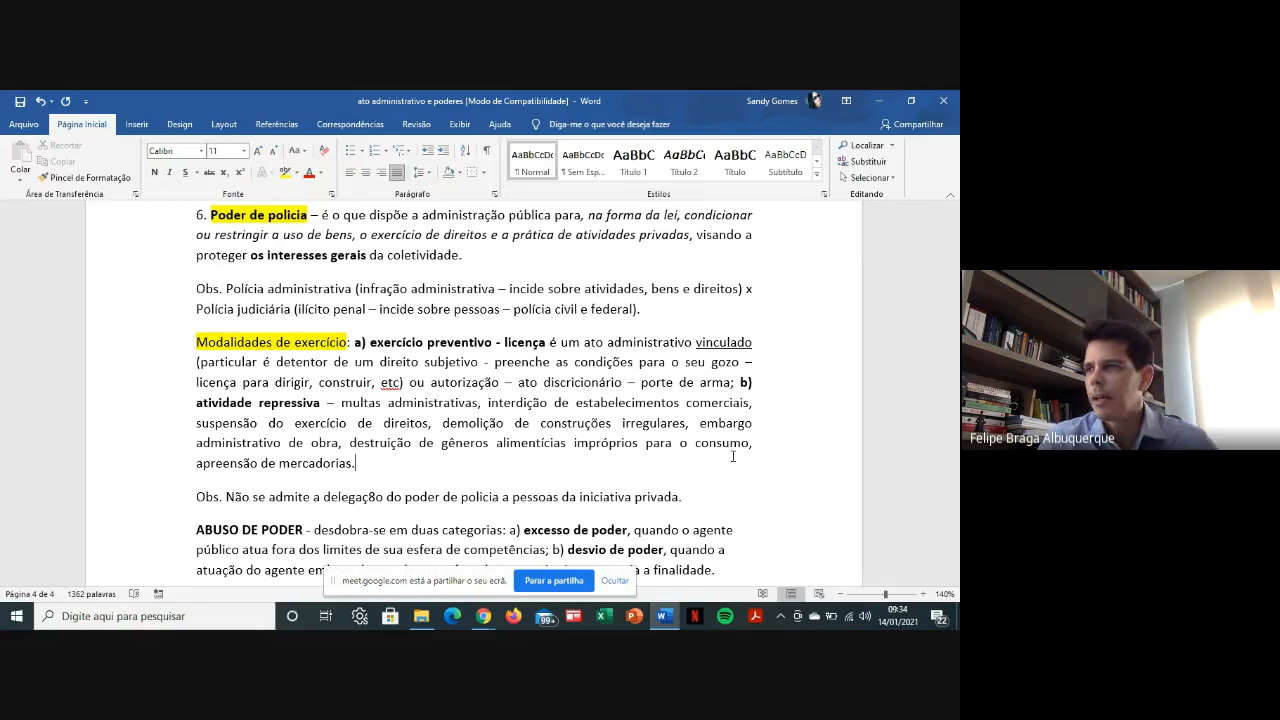 ato administrativo e poderes [Modo de Compatibilidade] - Word
Sandy Gomes
Arquivo Página Inicial Inserir Design Layout Referências Correspondências Revisão Exibir Ajuda Diga-me o que você deseja fazer Compartilhar
Colar
Recortar
Copiar
Pincel de Formatação
Área de Transferência
Calibri 11
N I S abc x₂ x² A
Fonte
Parágrafo
AaBbCcDc AaBbCcDc AaBbC AaBbCc AaBbC AaBbCcD
¶ Normal ¶ Sem Esp... Título 1 Título 2 Título Subtítulo
Estilos
Localizar
Substituir
Selecionar
Editando
6. Poder de policia – é o que dispõe a administração pública para, na forma da lei, condicionar
ou restringir a uso de bens, o exercício de direitos e a prática de atividades privadas, visando a
proteger os interesses gerais da coletividade.
Obs. Polícia administrativa (infração administrativa – incide sobre atividades, bens e direitos) x
Polícia judiciária (ilícito penal – incide sobre pessoas – polícia civil e federal).
Modalidades de exercício: a) exercício preventivo - licença é um ato administrativo vinculado
(particular é detentor de um direito subjetivo - preenche as condições para o seu gozo –
licença para dirigir, construir, etc) ou autorização – ato discricionário – porte de arma; b)
atividade repressiva – multas administrativas, interdição de estabelecimentos comerciais,
suspensão do exercício de direitos, demolição de construções irregulares, embargo
administrativo de obra, destruição de gêneros alimentícias impróprios para o consumo,
apreensão de mercadorias.
Obs. Não se admite a delegaç8o do poder de policia a pessoas da iniciativa privada.
ABUSO DE PODER - desdobra-se em duas categorias: a) excesso de poder, quando o agente
público atua fora dos limites de sua esfera de competências; b) desvio de poder, quando a
atuação do agente a finalidade.
meet.google.com está a partilhar o seu ecrã. Parar a partilha Ocultar
Página 4 de 4 1362 palavras 140%
Digite aqui para pesquisar
99+
09:34
14/01/2021
22
Felipe Braga Albuquerque